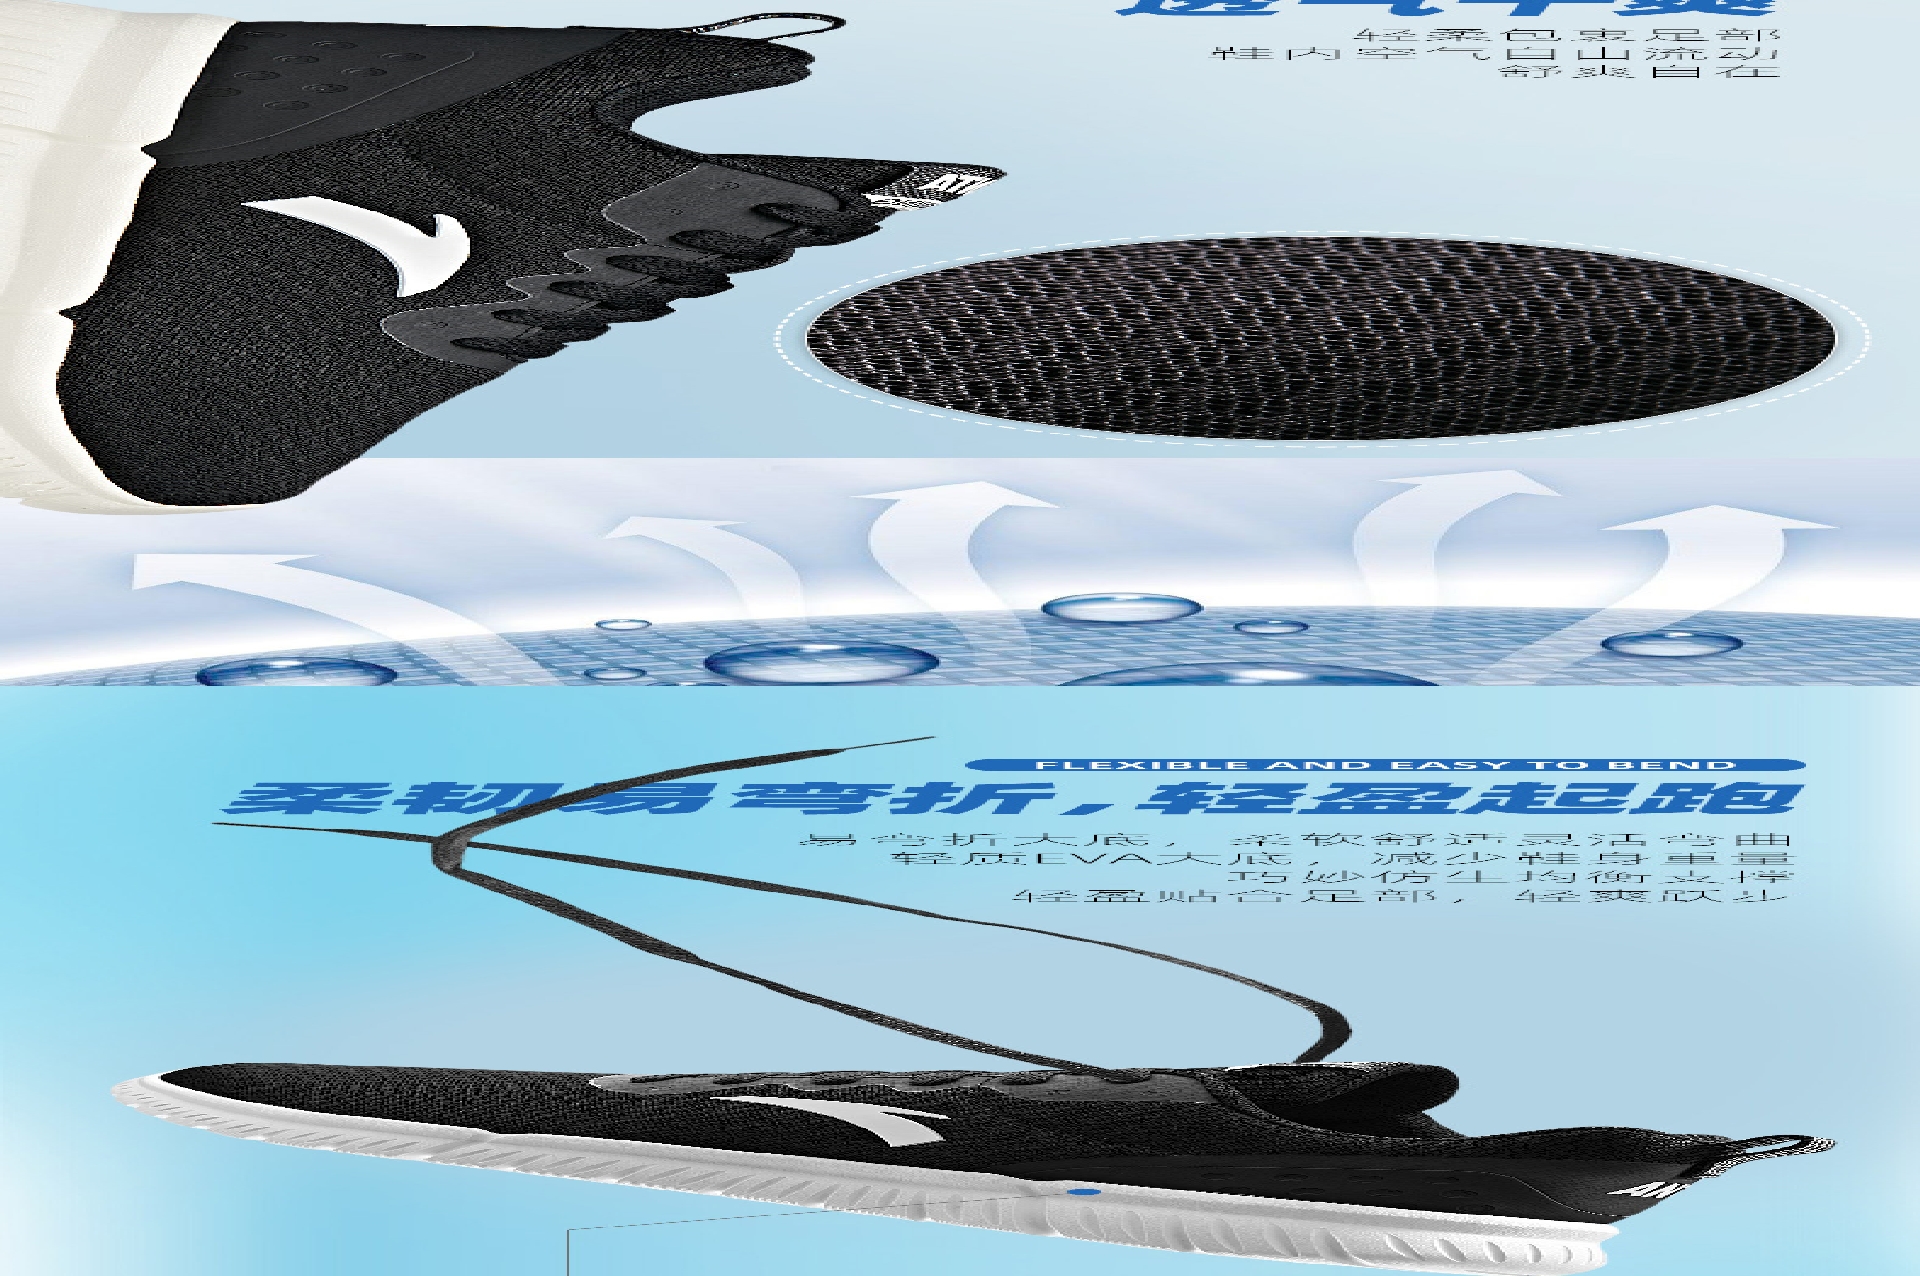 透气干爽
轻柔包裹足部
鞋内空气自由流动
舒爽自在
FLEXIBLE AND EASY TO BEND
柔韧易弯折,轻盈起跑
易弯折大底，柔软舒适灵活弯曲
轻质EVA大底，减少鞋身重量
巧妙仿生均衡支撑
轻盈贴合足部，轻爽跃步